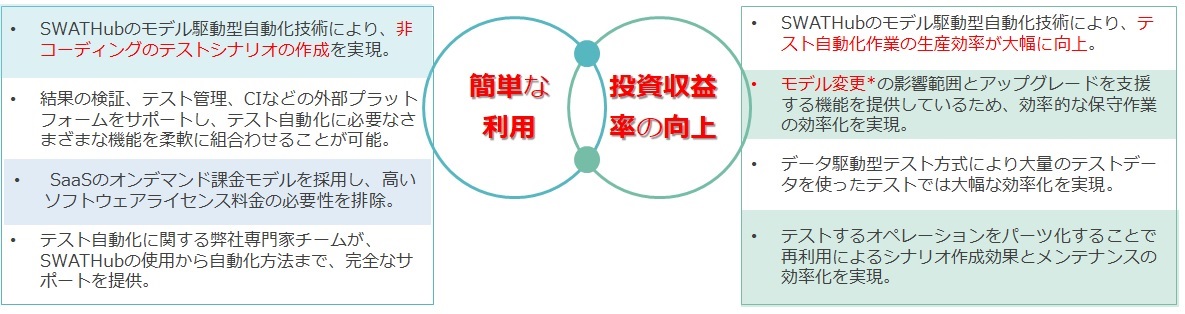 • SWATHubのモデル駆動型自動化技術により、非
コーディングのテストシナリオの作成を実現。
• 結果の検証、テスト管理、CIなどの外部プラット
フォームをサポートし、テスト自動化に必要なさ
まざまな機能を柔軟に組合わせることが可能。
• SaaSのオンデマンド課金モデルを採用し、高い
ソフトウェアライセンス料金の必要性を排除。
• テスト自動化に関する弊社専門家チームが、
SWATHubの使用から自動化方法まで、完全なサ
ポートを提供。
簡単な
利用
投資収益
率の向上
• SWATHubのモデル駆動型自動化技術により、テ
スト自動化作業の生産効率が大幅に向上。
• モデル変更*の影響範囲とアップグレードを支援
する機能を提供しているため、効率的な保守作業
の効率化を実現。
• データ駆動型テスト方式により大量のテストデー
タを使ったテストでは大幅な効率化を実現。
• テストするオペレーションをパーツ化することで
再利用によるシナリオ作成効果とメンテナンスの
効率化を実現。